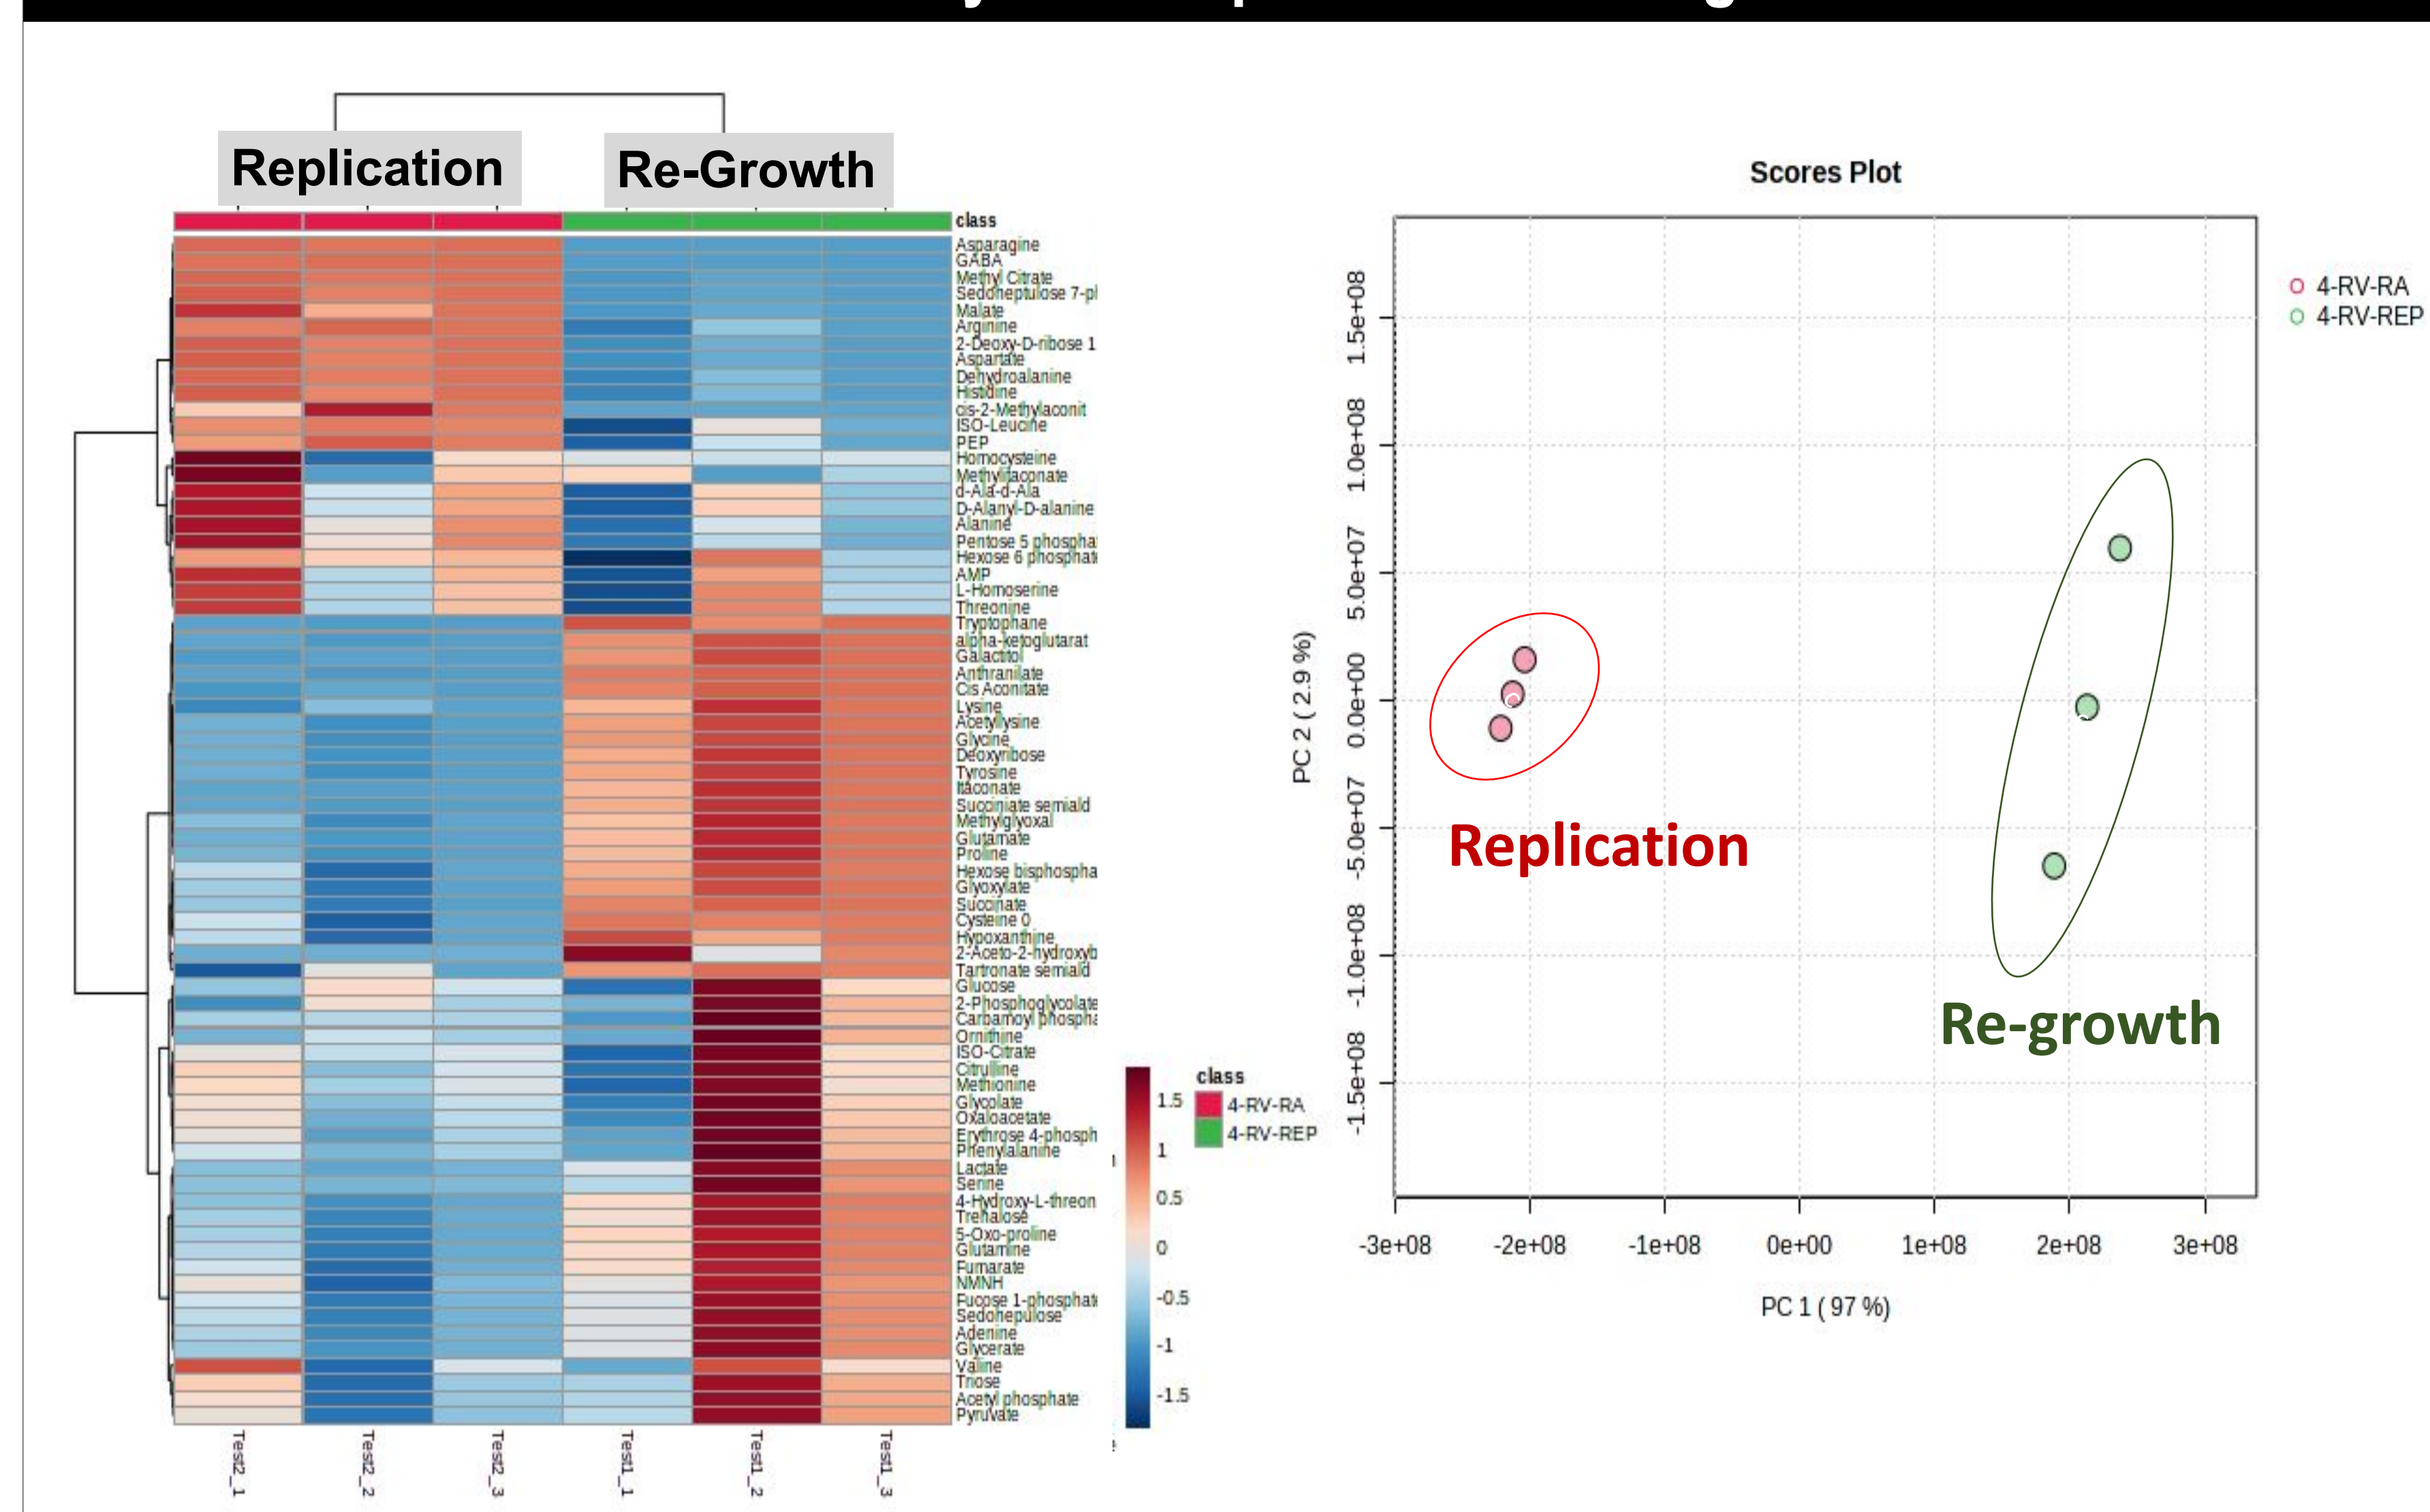 Replication
Re-Growth
class
Asparagine
GABA
Methyl Citrate
Sedoheptulose 7-pl
Malate
Arginine
2-Deoxy-D-ribose 1
Aspartate
Dehydroalanine
Histidine
cis-2-Methylaconit
ISO-Leucine
PEP
Homocysteine
Methylitaconate
d-Ala-d-Ala
D-Alanyl-D-alanine
Alanine
Pentose 5 phospha
Hexose 6 phosphat
AMP
L-Homoserine
Threonine
Tryptophane
alpha-ketoglutarat
Galactitol
Anthranilate
Cis Aconitate
Lysine
Acetyllysine
Glycine
Deoxyribose
Tyrosine
Itaconate
Succiniate semiald
Methylglyoxal
Glutamate
Proline
Hexose bisphospha
Glyoxylate
Succinate
Cysteine 0
Hypoxanthine
2-Aceto-2-hydroxyb
Tartronate semiald
Glucose
2-Phosphoglycolate
Carbamoyl phospha
Ornithine
ISO-Citrate
Citrulline
Methionine
Glycolate
Oxaloacetate
Erythrose 4-phosph
Phenylalanine
Lactate
Serine
4-Hydroxy-L-threon
Trehalose
5-Oxo-proline
Glutamine
Fumarate
NMNH
Fucose 1-phosphat
Sedohepulose
Adenine
Glycerate
Valine
Triose
Acetyl phosphate
Pyruvate
Test2_1
Test2_2
Test2_3
Test1_1
Test1_2
Test1_3
1.5
1
0.5
0
-0.5
-1
-1.5
class
4-RV-RA
4-RV-REP
Scores Plot
4-RV-RA
4-RV-REP
PC 2 ( 2.9 %)
1.5e+08
1.0e+08
5.0e+07
0.0e+00
-5.0e+07
-1.0e+08
-1.5e+08
Replication
Re-growth
-3e+08
-2e+08
-1e+08
0e+00
1e+08
2e+08
3e+08
PC 1 ( 97 %)